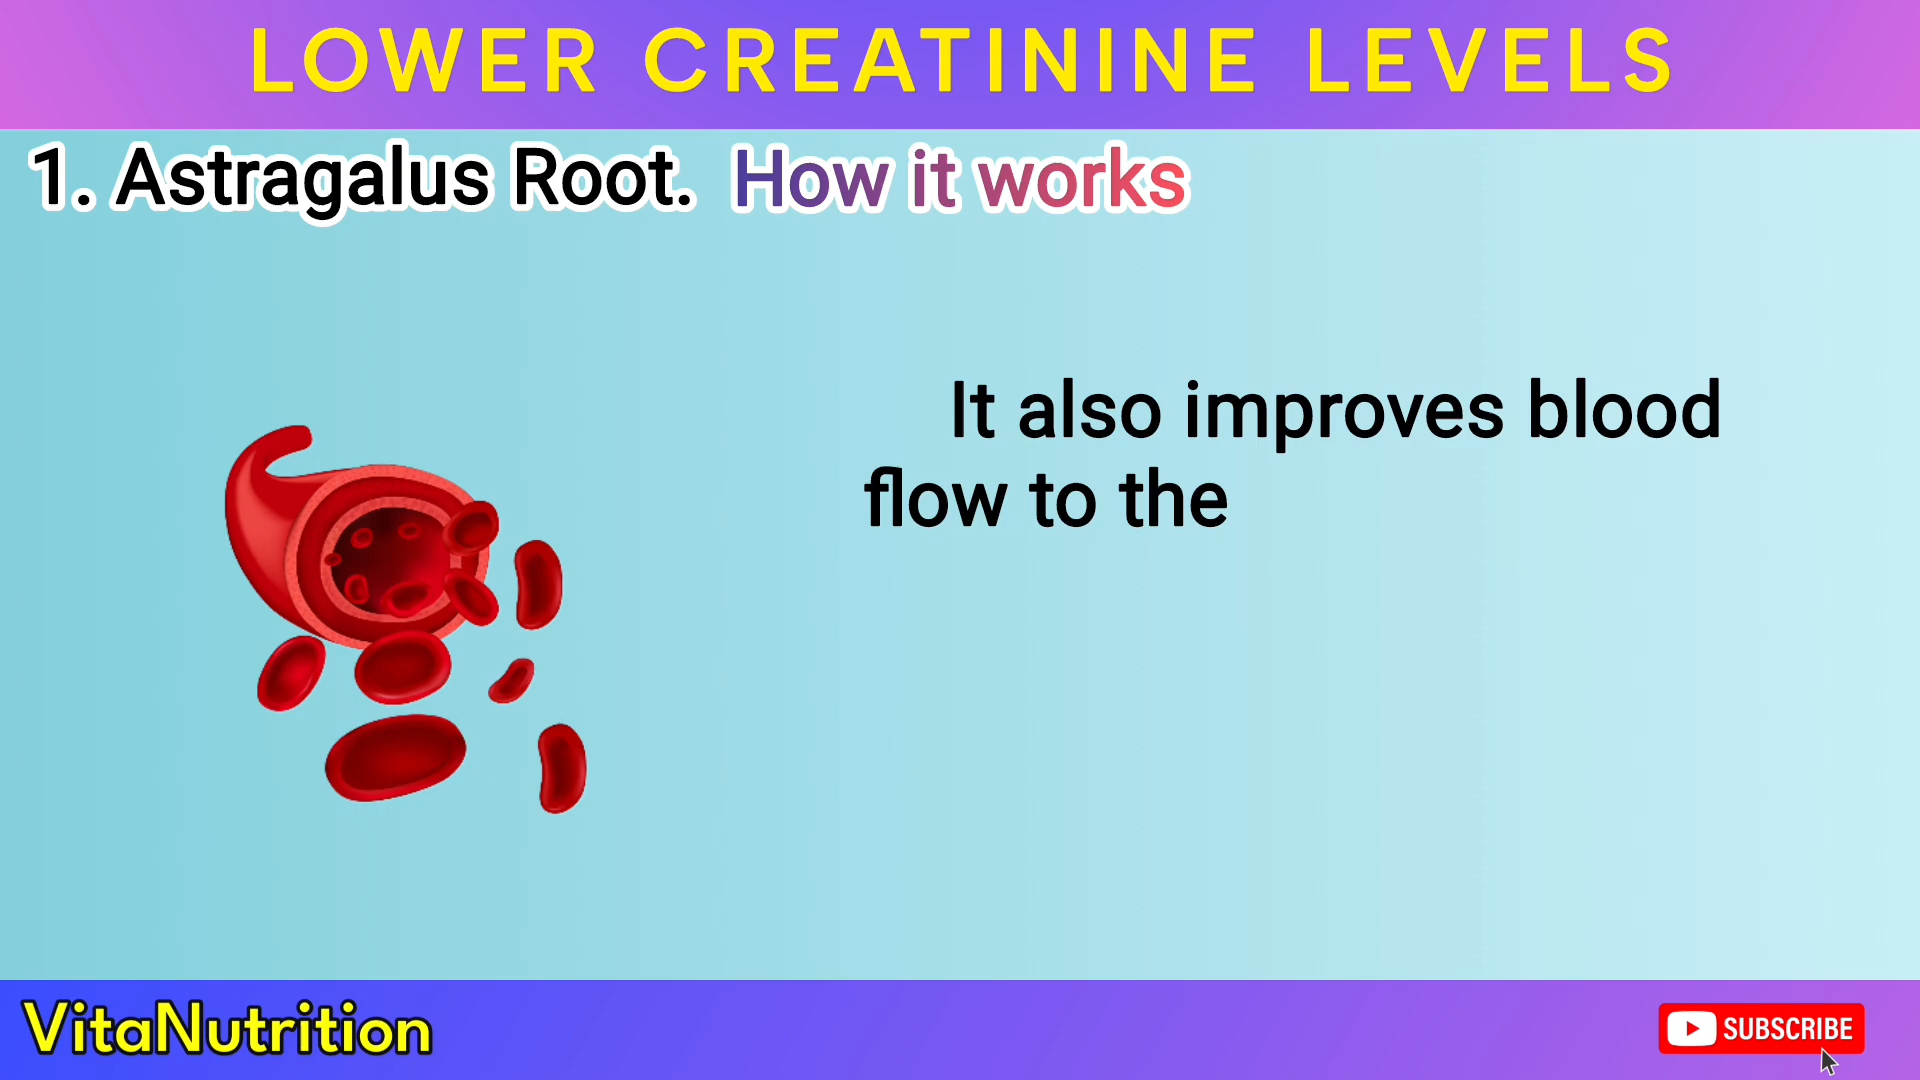 LOWER CREATININE LEVELS
1. Astragalus Root. How it works
It also improves blood
flow to the
VitaNutrition
SUBSCRIBE